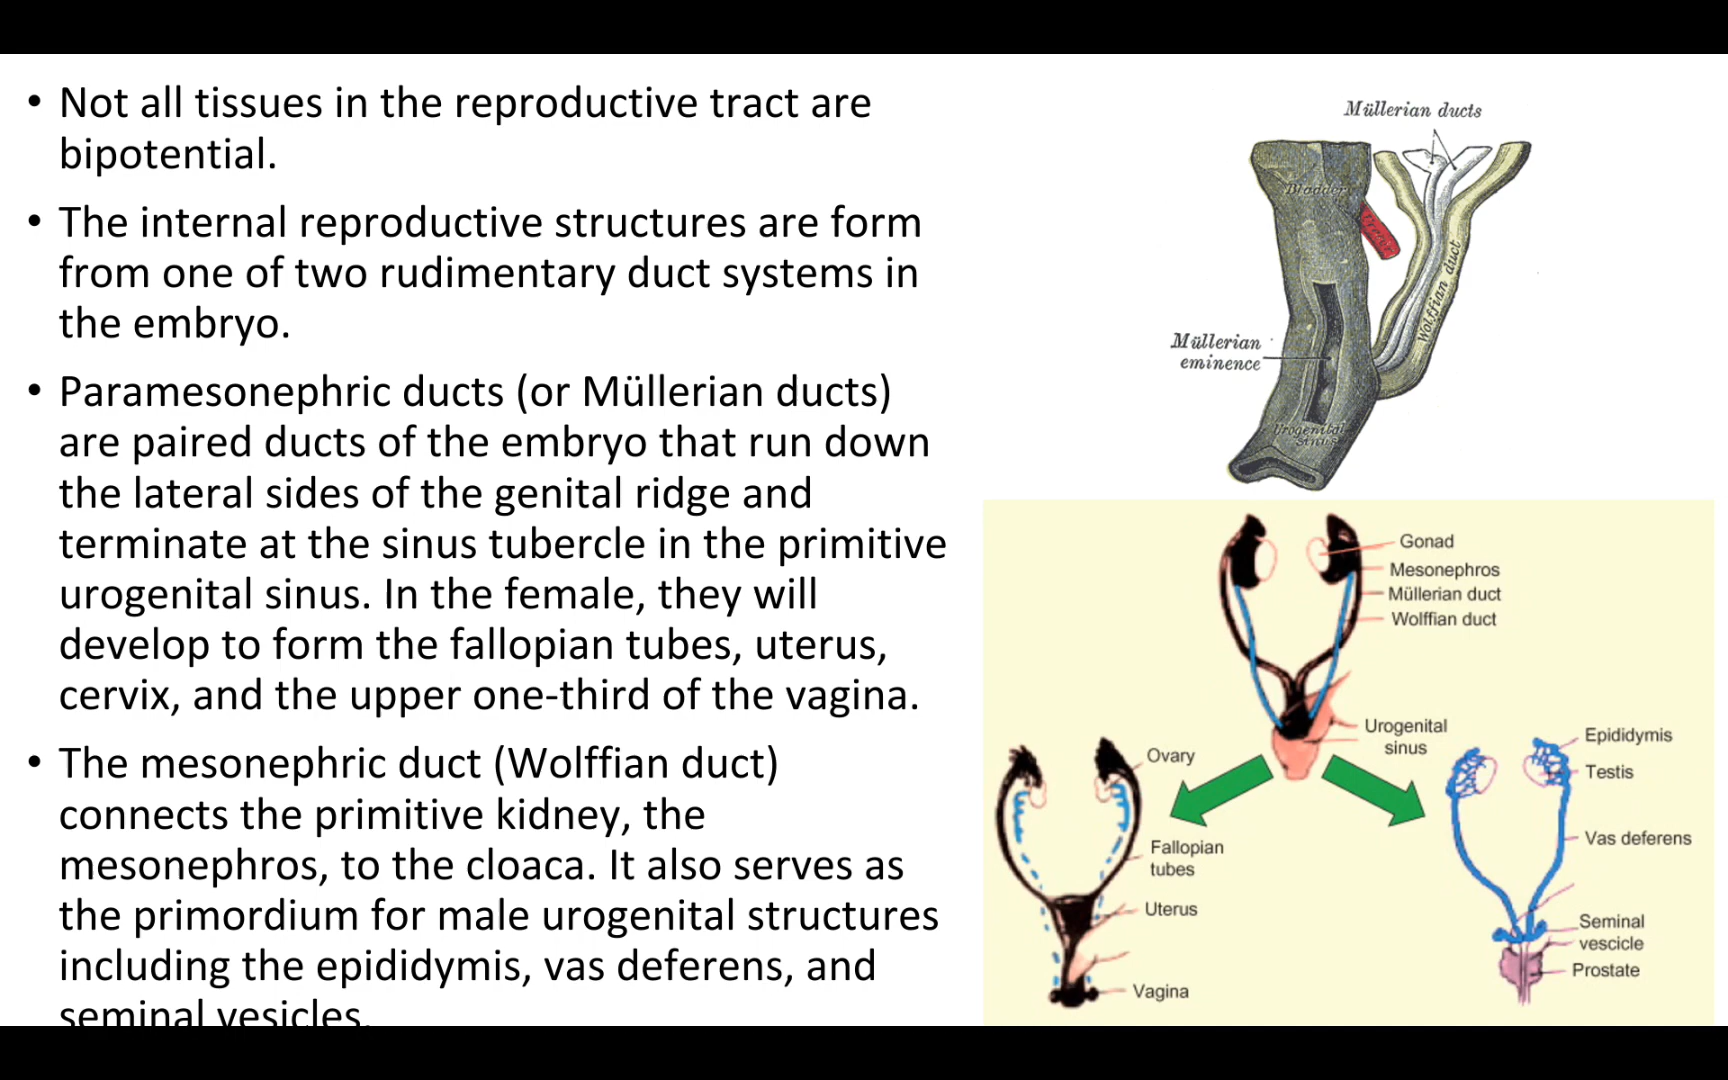 • Not all tissues in the reproductive tract are
bipotential.
• The internal reproductive structures are form
from one of two rudimentary duct systems in
the embryo.
• Paramesonephric ducts (or Müllerian ducts)
are paired ducts of the embryo that run down
the lateral sides of the genital ridge and
terminate at the sinus tubercle in the primitive
urogenital sinus. In the female, they will
develop to form the fallopian tubes, uterus,
cervix, and the upper one-third of the vagina.
• The mesonephric duct (Wolffian duct)
connects the primitive kidney, the
mesonephros, to the cloaca. It also serves as
the primordium for male urogenital structures
including the epididymis, vas deferens, and
seminal vesicles.
Müllerian ducts
Bladder
Ureter
Wolffian duct
Müllerian
eminence
Urogenital
sinus
Gonad
Mesonephros
Müllerian duct
Wolffian duct
Urogenital
sinus
Ovary
Fallopian
tubes
Uterus
Vagina
Epididymis
Testis
Vas deferens
Seminal
vescicle
Prostate